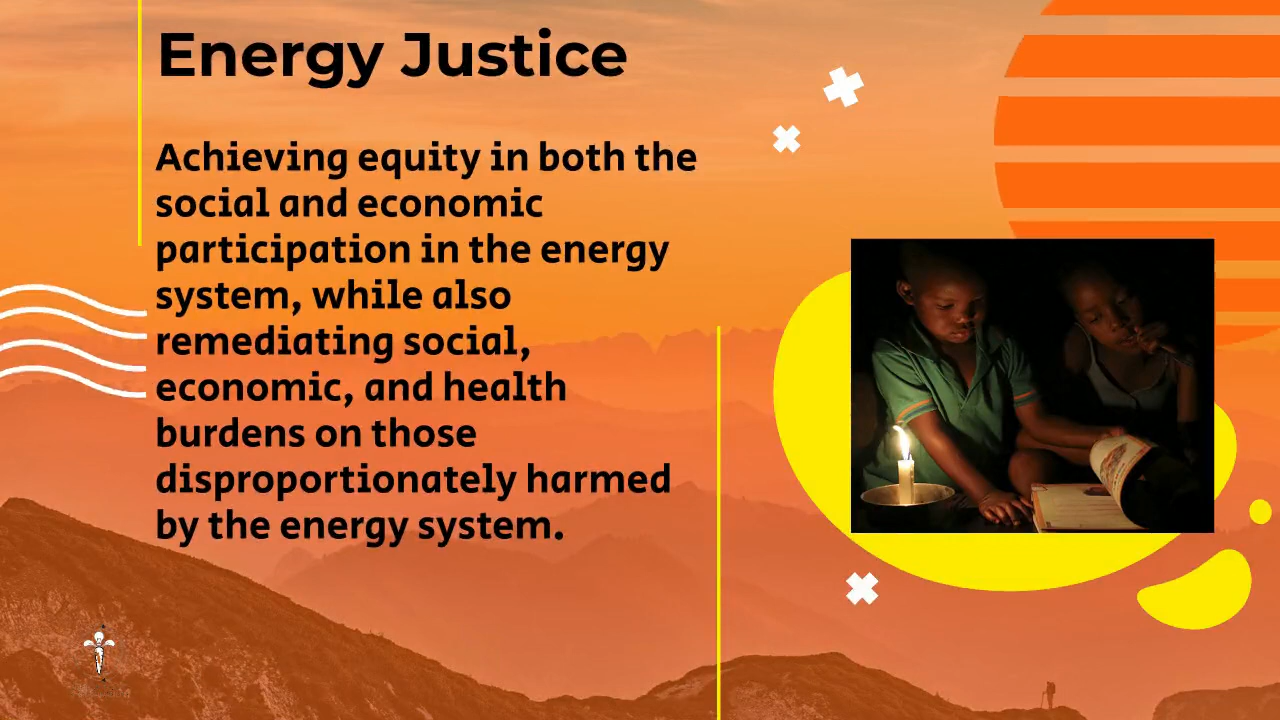 Energy Justice
Achieving equity in both the
social and economic
participation in the energy
system, while also
remediating social,
economic, and health
burdens on those
disproportionately harmed
by the energy system.